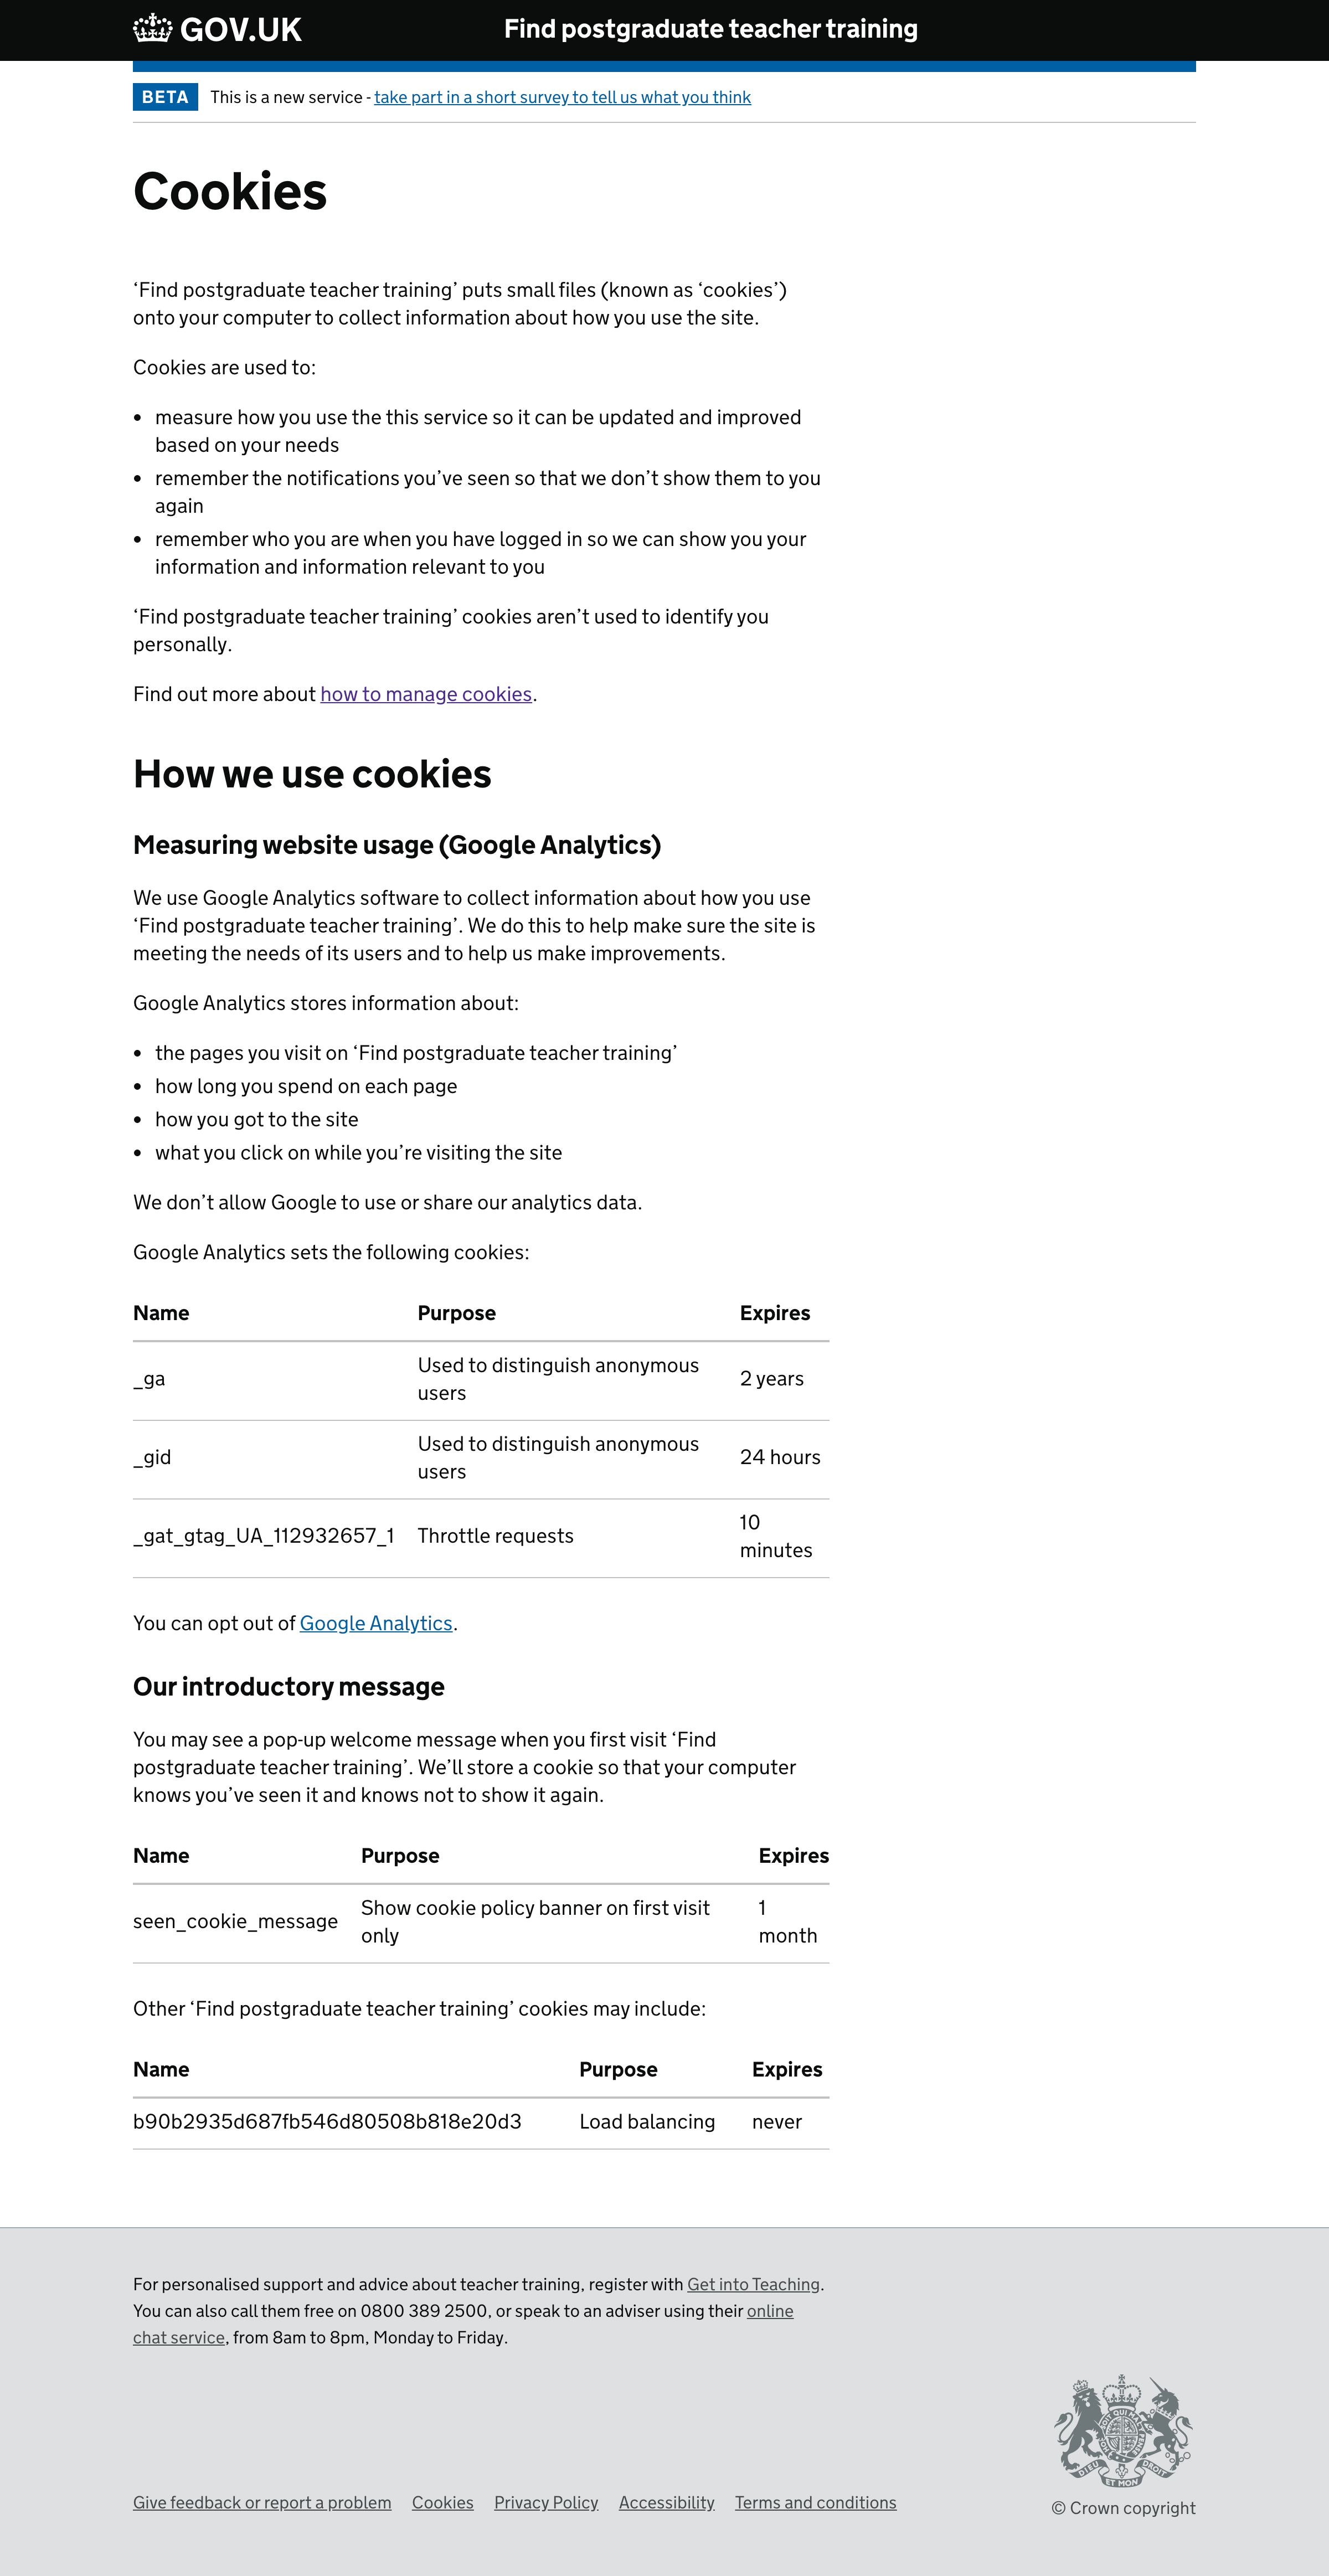 GOV.UK
Find postgraduate teacher training
BETA This is a new service - take part in a short survey to tell us what you think
Cookies
‘Find postgraduate teacher training’ puts small files (known as ‘cookies’)
onto your computer to collect information about how you use the site.
Cookies are used to:
• measure how you use the this service so it can be updated and improved
based on your needs
• remember the notifications you’ve seen so that we don’t show them to you
again
• remember who you are when you have logged in so we can show you your
information and information relevant to you
‘Find postgraduate teacher training’ cookies aren’t used to identify you
personally.
Find out more about how to manage cookies.
How we use cookies
Measuring website usage (Google Analytics)
We use Google Analytics software to collect information about how you use
‘Find postgraduate teacher training’. We do this to help make sure the site is
meeting the needs of its users and to help us make improvements.
Google Analytics stores information about:
• the pages you visit on ‘Find postgraduate teacher training’
• how long you spend on each page
• how you got to the site
• what you click on while you’re visiting the site
We don’t allow Google to use or share our analytics data.
Google Analytics sets the following cookies:
Name Purpose Expires
_ga Used to distinguish anonymous
users 2 years
_gid Used to distinguish anonymous
users 24 hours
_gat_gtag_UA_112932657_1 Throttle requests 10
minutes
You can opt out of Google Analytics.
Our introductory message
You may see a pop-up welcome message when you first visit ‘Find
postgraduate teacher training’. We’ll store a cookie so that your computer
knows you’ve seen it and knows not to show it again.
Name Purpose Expires
seen_cookie_message Show cookie policy banner on first visit
only 1
month
Other ‘Find postgraduate teacher training’ cookies may include:
Name Purpose Expires
b90b2935d687fb546d80508b818e20d3 Load balancing never
For personalised support and advice about teacher training, register with Get into Teaching.
You can also call them free on 0800 389 2500, or speak to an adviser using their online
chat service, from 8am to 8pm, Monday to Friday.
DIEU ET MON DROIT
Give feedback or report a problem Cookies Privacy Policy Accessibility Terms and conditions
© Crown copyright